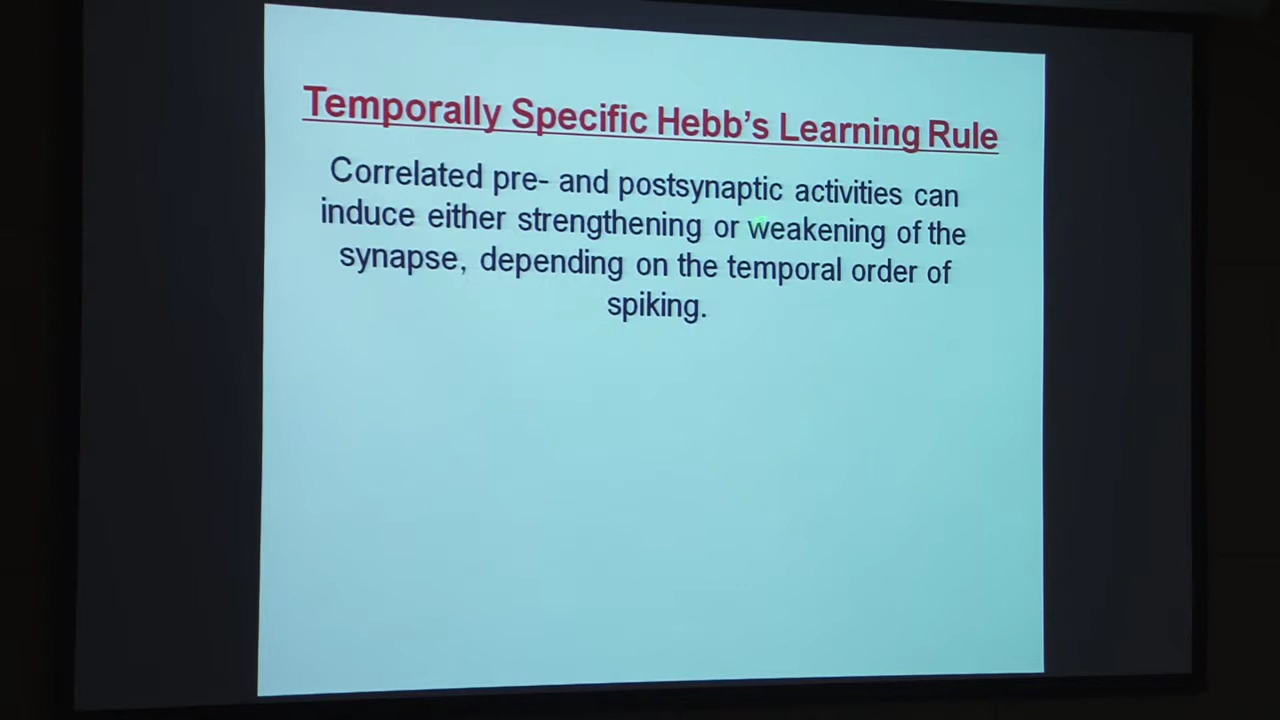 Temporally Specific Hebb's Learning Rule
Correlated pre- and postsynaptic activities can
induce either strengthening or weakening of the
synapse, depending on the temporal order of
spiking.